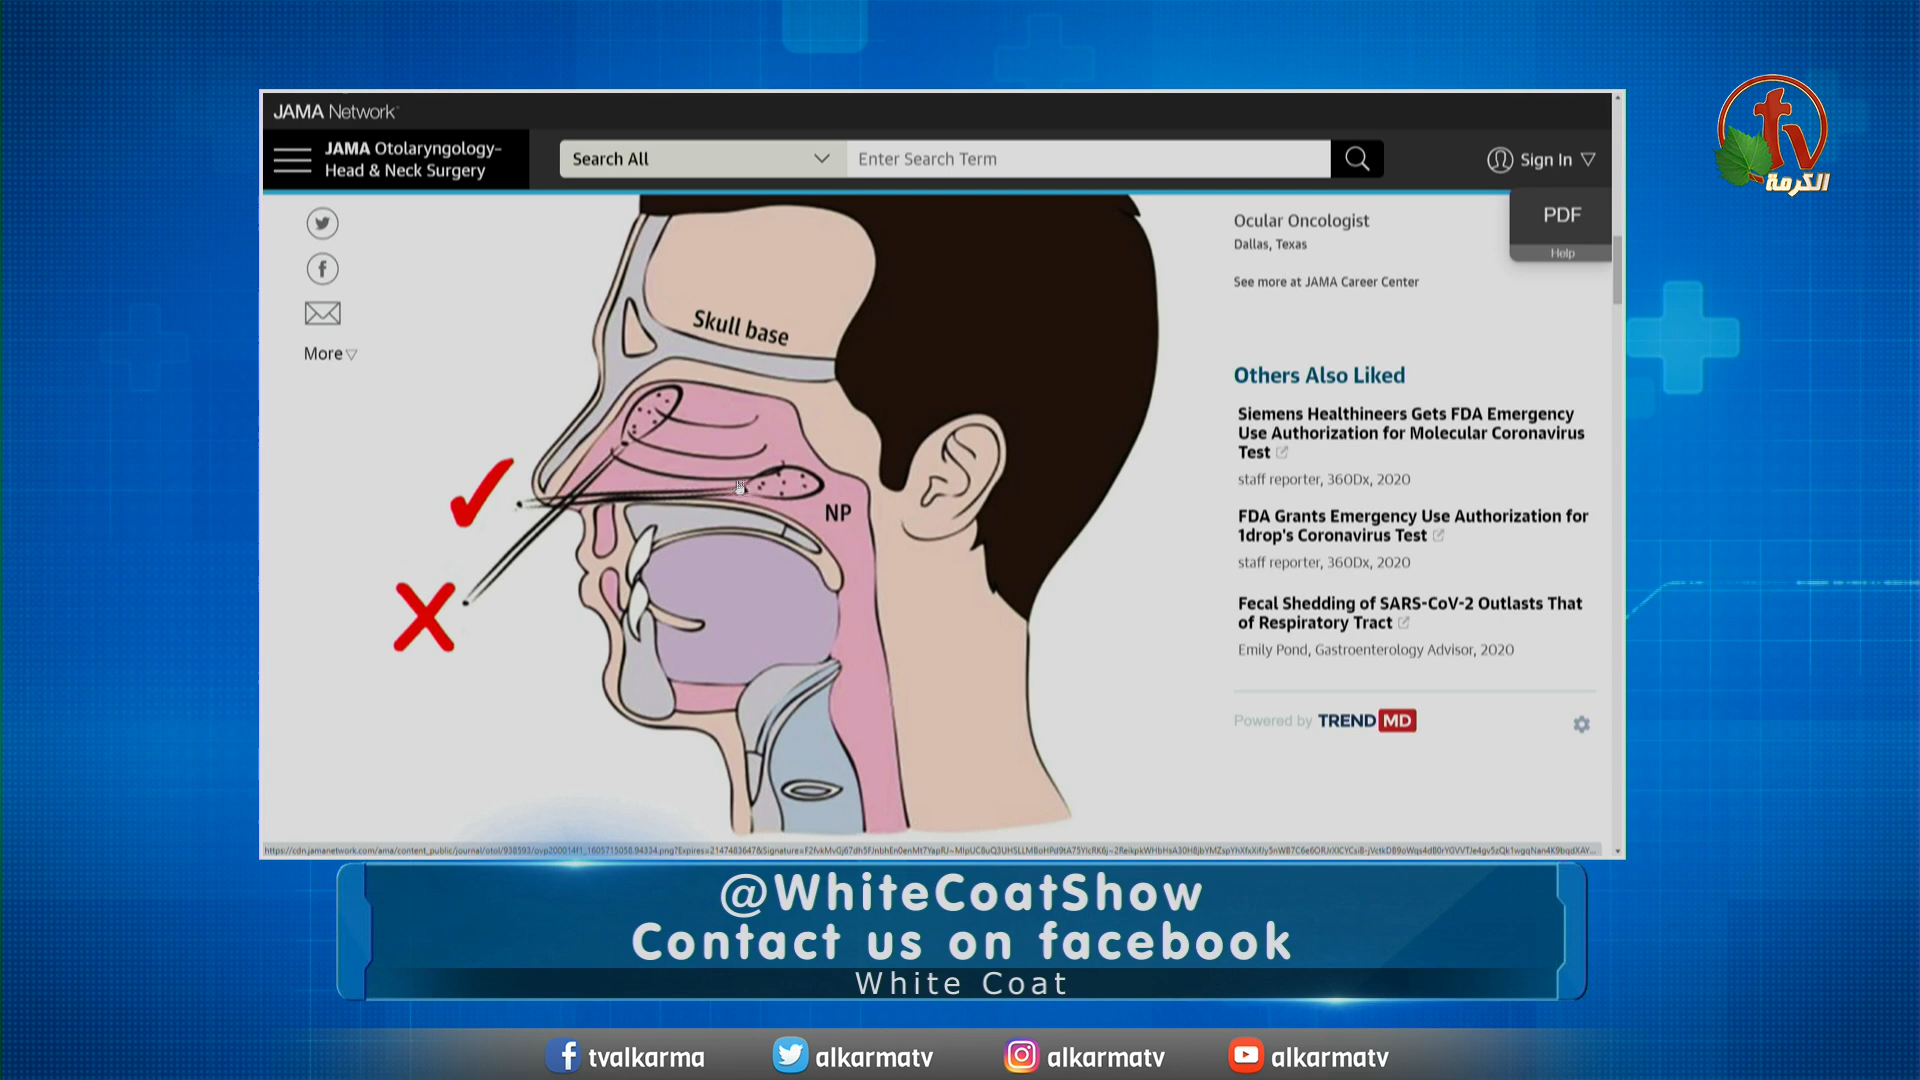 JAMA Network
JAMA Otolaryngology–
Head & Neck Surgery
Search All
Enter Search Term
Sign In
PDF
Help
More
Skull base
NP
Ocular Oncologist
Dallas, Texas
See more at JAMA Career Center
Others Also Liked
Siemens Healthineers Gets FDA Emergency
Use Authorization for Molecular Coronavirus
Test
staff reporter, 360Dx, 2020
FDA Grants Emergency Use Authorization for
1drop's Coronavirus Test
staff reporter, 360Dx, 2020
Fecal Shedding of SARS-CoV-2 Outlasts That
of Respiratory Tract
Emily Pond, Gastroenterology Advisor, 2020
Powered by TREND MD
tv
الكرمة
@WhiteCoatShow
Contact us on facebook
White Coat
tvalkarma
alkarmatv
alkarmatv
alkarmatv